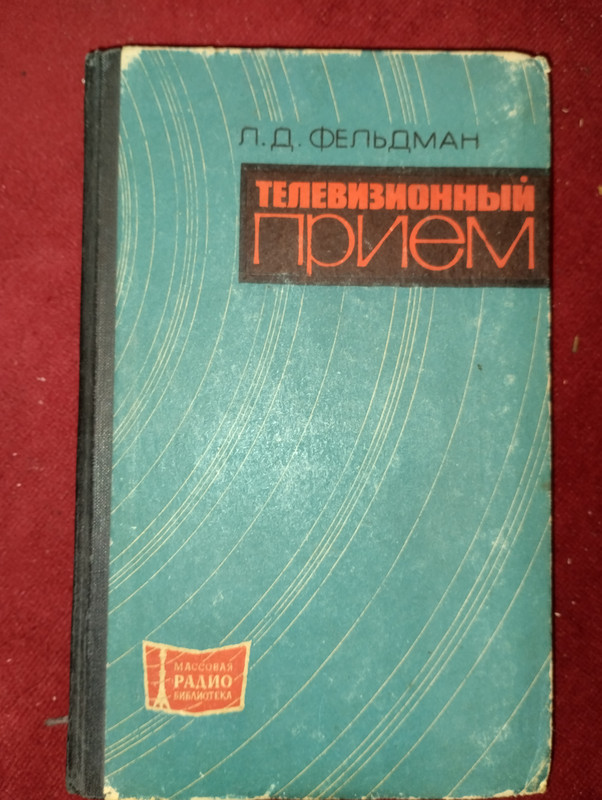 Л.Д. ФЕЛЬДМАН
ТЕЛЕВИЗИОННЫЙ
ПРИЕМ
МАССОВАЯ
РАДИО
БИБЛИОТЕКА